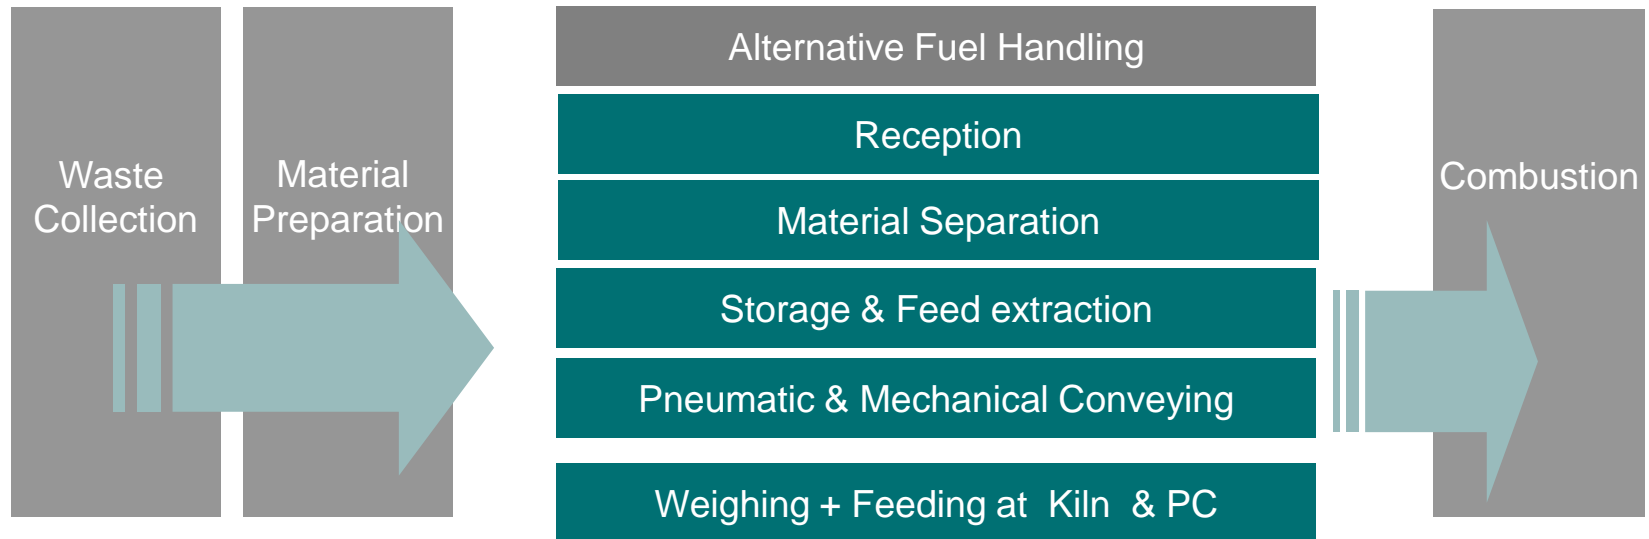 Waste
Collection
Material
Preparation
Alternative Fuel Handling
Reception
Material Separation
Storage & Feed extraction
Pneumatic & Mechanical Conveying
Weighing + Feeding at Kiln & PC
Combustion